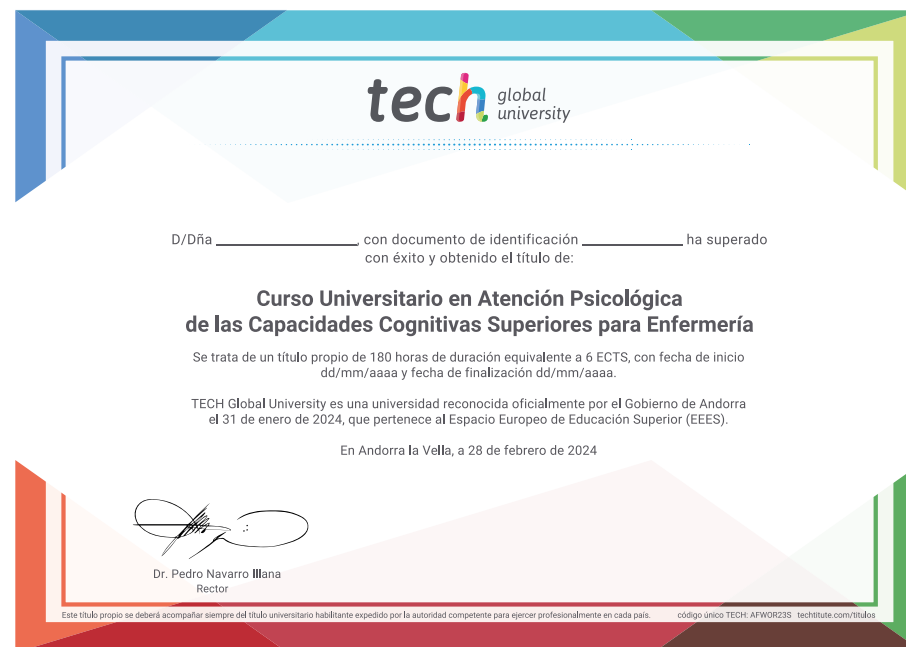 tech global
university
D/Dña ______________, con documento de identificación ____________ ha superado
con éxito y obtenido el título de:
Curso Universitario en Atención Psicológica
de las Capacidades Cognitivas Superiores para Enfermería
Se trata de un título propio de 180 horas de duración equivalente a 6 ECTS, con fecha de inicio
dd/mm/aaaa y fecha de finalización dd/mm/aaaa.
TECH Global University es una universidad reconocida oficialmente por el Gobierno de Andorra
el 31 de enero de 2024, que pertenece al Espacio Europeo de Educación Superior (EEES).
En Andorra la Vella, a 28 de febrero de 2024
Dr. Pedro Navarro Illana
Rector
Este título propio se deberá acompañar siempre del título universitario habilitante expedido por la autoridad competente para ejercer profesionalmente en cada país. código único TECH: AFWOR23S techtitute.com/titulos